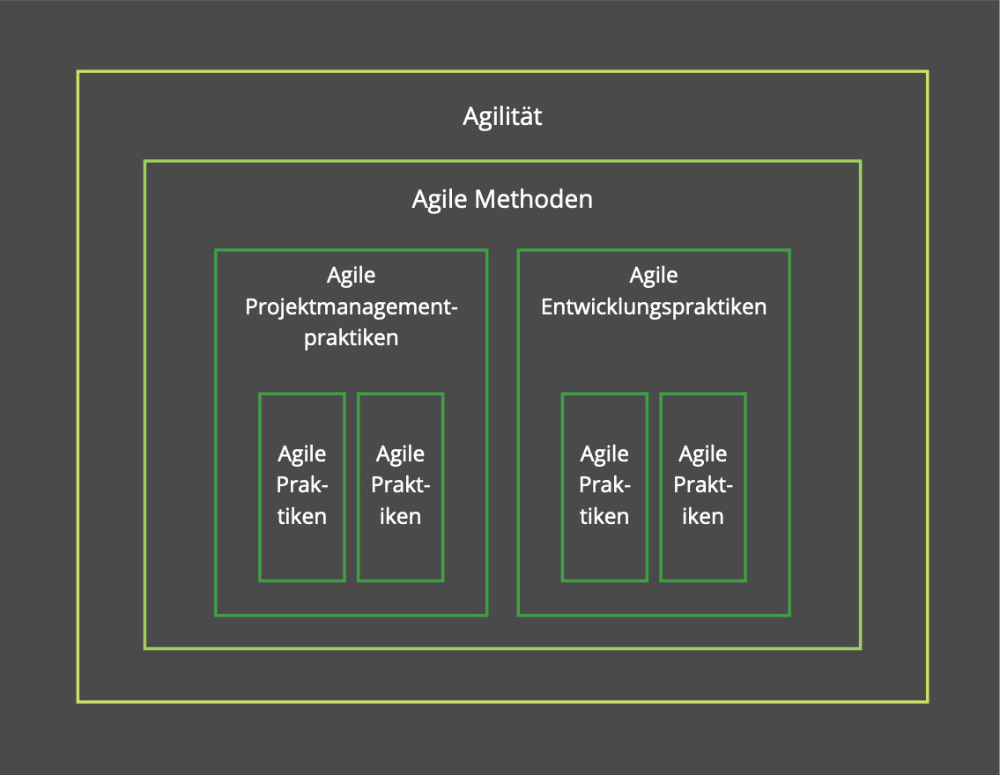 Agilität
Agile Methoden
Agile
Projektmanagement-
praktiken
Agile
Prak-
tiken
Agile
Prakt-
iken
Agile
Entwicklungspraktiken
Agile
Prak-
tiken
Agile
Prakt-
iken